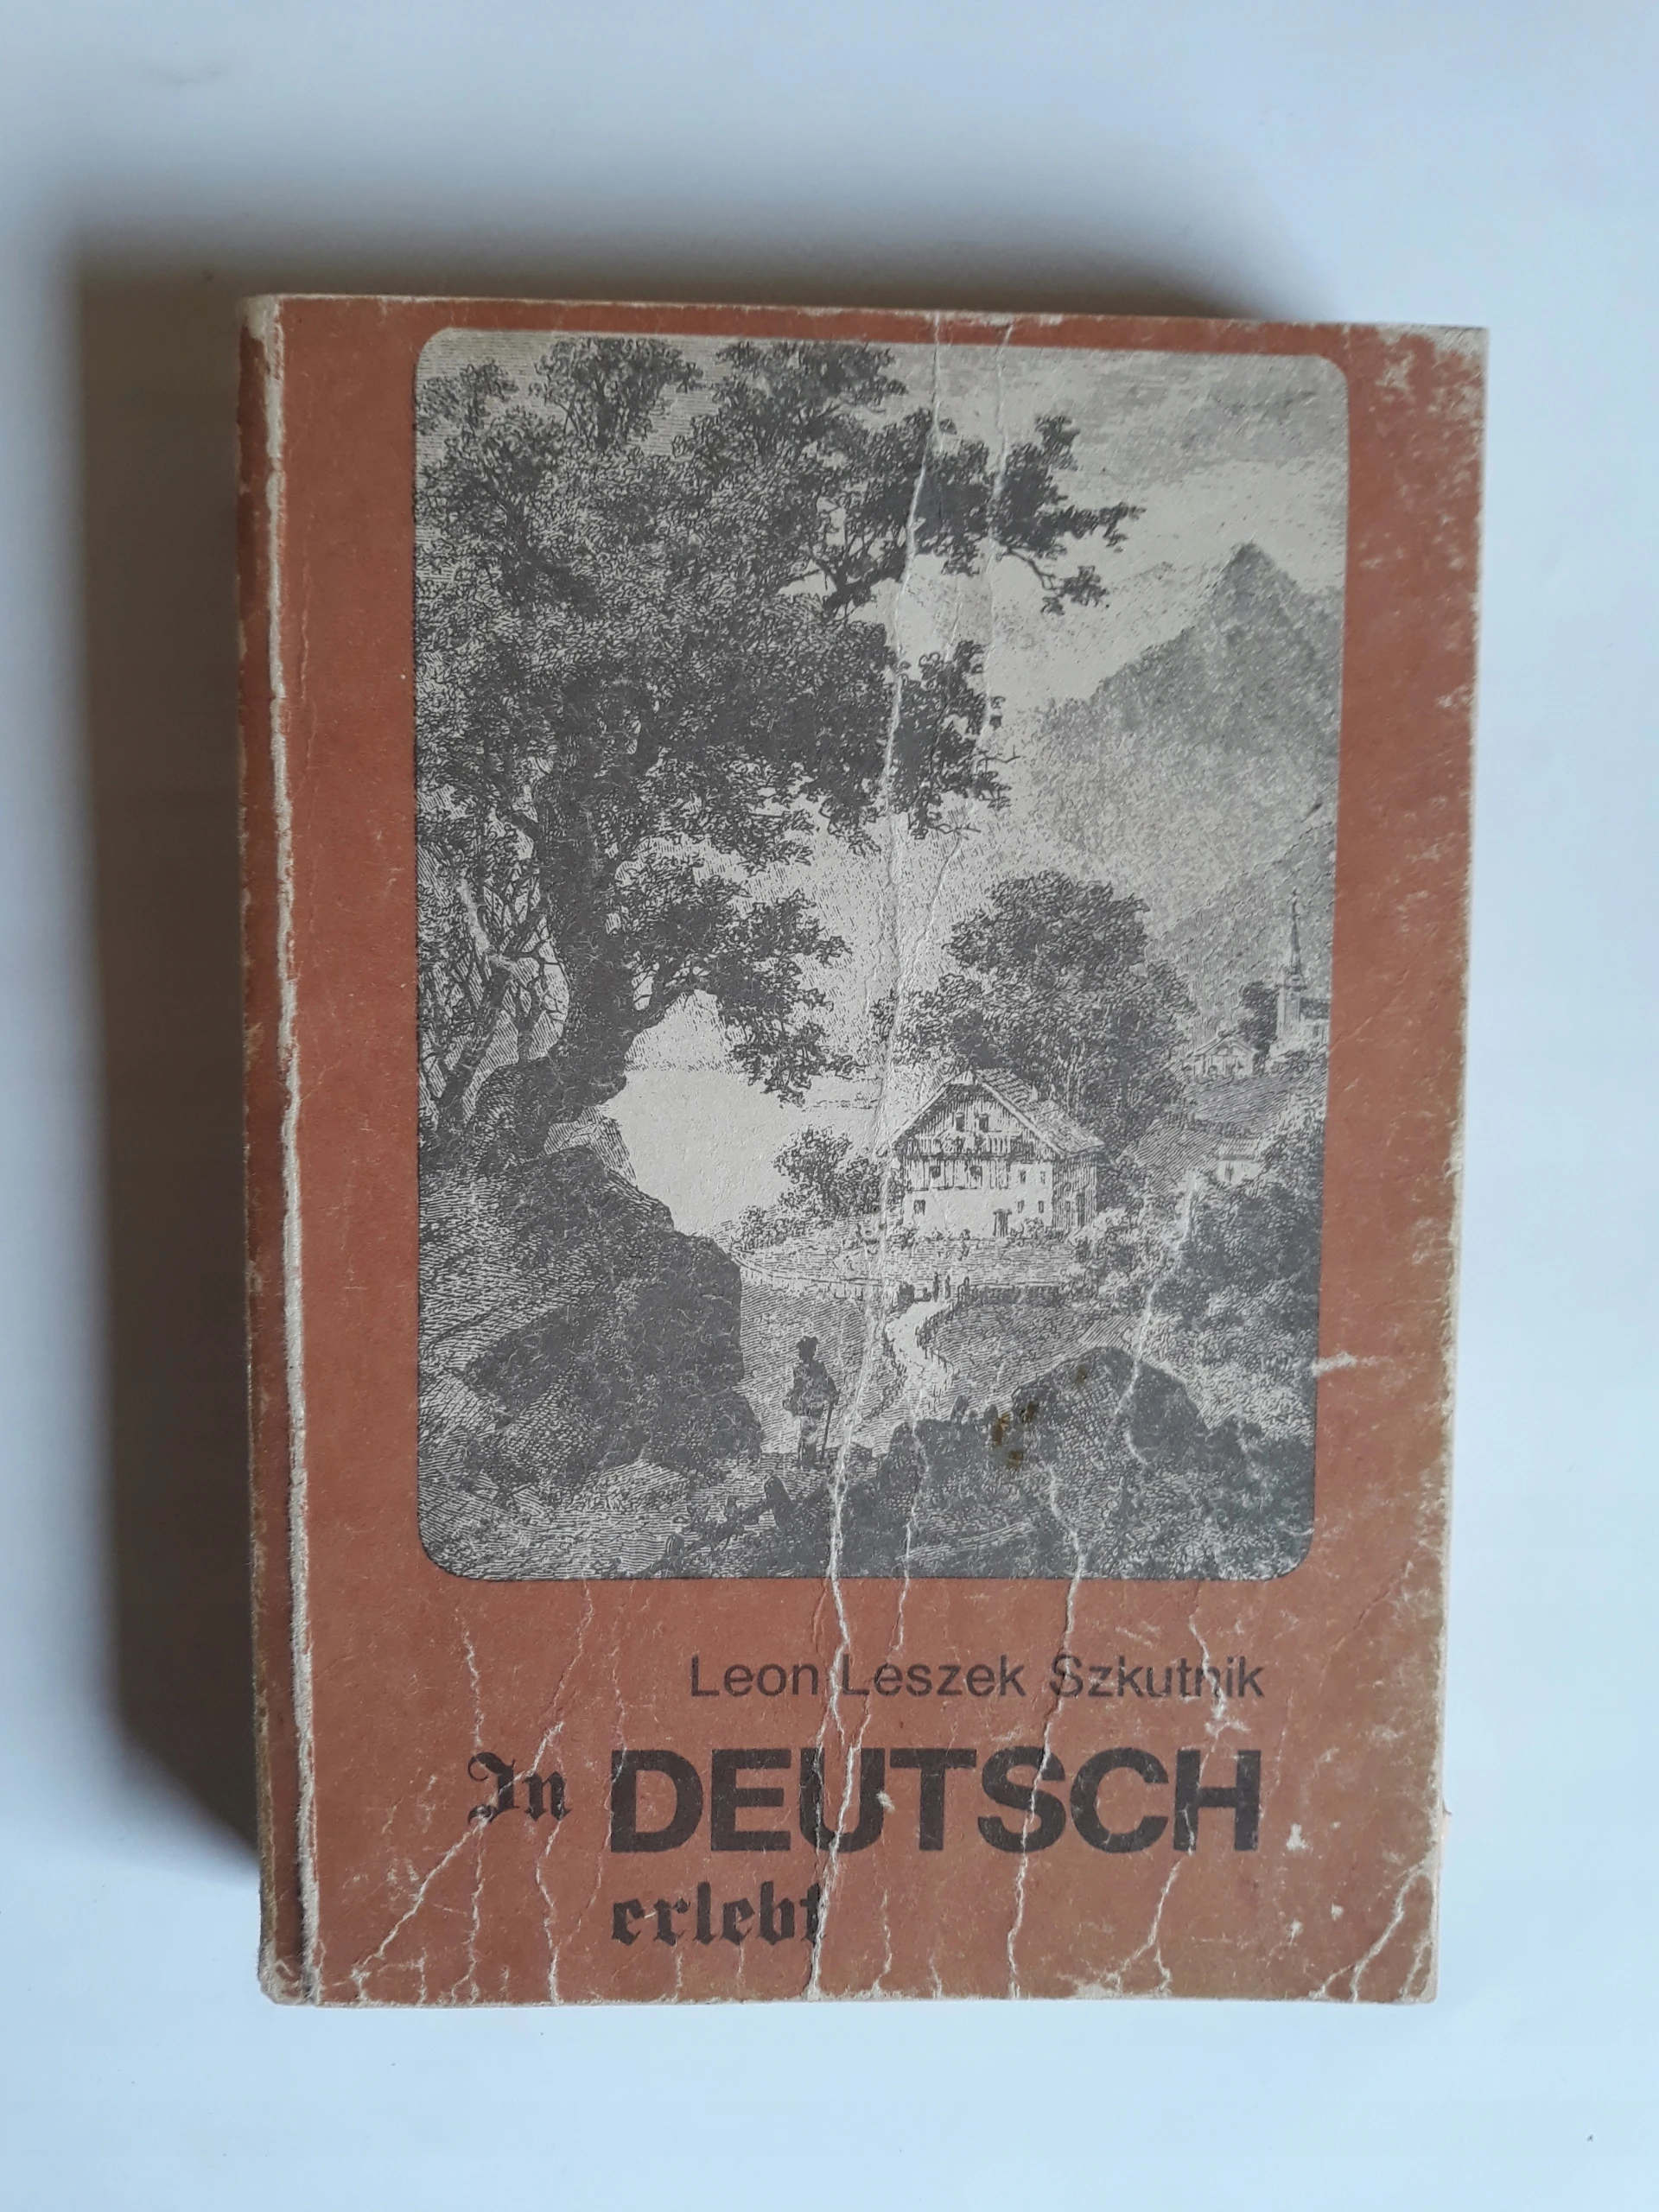 Leon Leszek Szkutnik
In DEUTSCH
erlebt